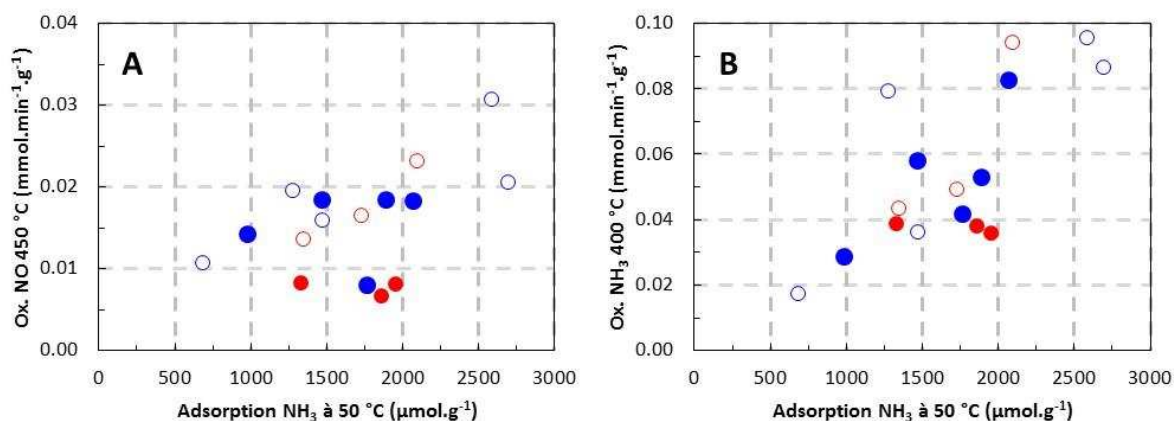 A
Ox. NO 450 °C (mmol.min⁻¹.g⁻¹)
0.04
0.03
0.02
0.01
0.00
0 500 1000 1500 2000 2500 3000
Adsorption NH₃ à 50 °C (µmol.g⁻¹)
B
Ox. NH₃ 400 °C (mmol.min⁻¹.g⁻¹)
0.10
0.08
0.06
0.04
0.02
0.00
0 500 1000 1500 2000 2500 3000
Adsorption NH₃ à 50 °C (µmol.g⁻¹)